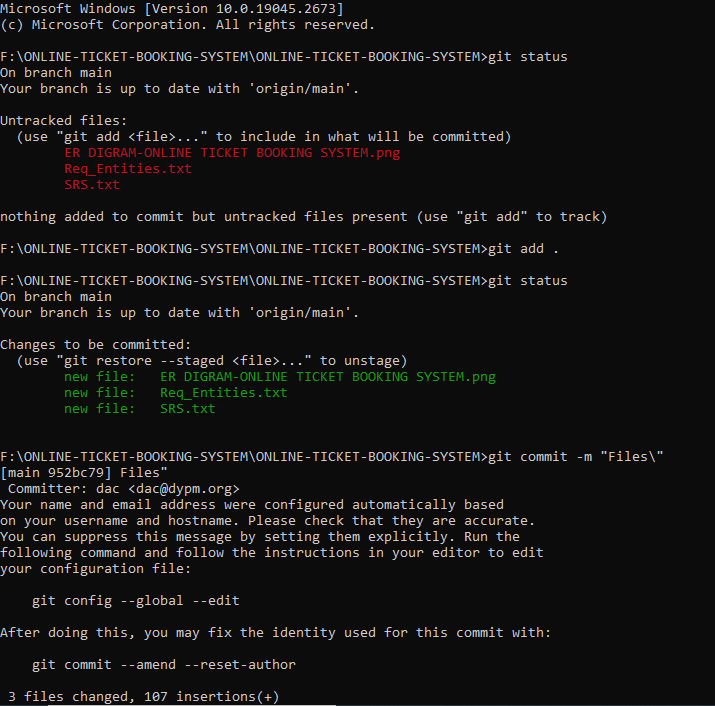 Microsoft Windows [Version 10.0.19045.2673]
(c) Microsoft Corporation. All rights reserved.
F:\ONLINE-TICKET-BOOKING-SYSTEM\ONLINE-TICKET-BOOKING-SYSTEM>git status
On branch main
Your branch is up to date with 'origin/main'.
Untracked files:
  (use "git add <file>..." to include in what will be committed)
        ER DIGRAM-ONLINE TICKET BOOKING SYSTEM.png
        Req_Entities.txt
        SRS.txt
nothing added to commit but untracked files present (use "git add" to track)
F:\ONLINE-TICKET-BOOKING-SYSTEM\ONLINE-TICKET-BOOKING-SYSTEM>git add .
F:\ONLINE-TICKET-BOOKING-SYSTEM\ONLINE-TICKET-BOOKING-SYSTEM>git status
On branch main
Your branch is up to date with 'origin/main'.
Changes to be committed:
  (use "git restore --staged <file>..." to unstage)
        new file:   ER DIGRAM-ONLINE TICKET BOOKING SYSTEM.png
        new file:   Req_Entities.txt
        new file:   SRS.txt
F:\ONLINE-TICKET-BOOKING-SYSTEM\ONLINE-TICKET-BOOKING-SYSTEM>git commit -m "Files\"
[main 952bc79] Files"
 Committer: dac <dac@dypm.org>
Your name and email address were configured automatically based
on your username and hostname. Please check that they are accurate.
You can suppress this message by setting them explicitly. Run the
following command and follow the instructions in your editor to edit
your configuration file:
    git config --global --edit
After doing this, you may fix the identity used for this commit with:
    git commit --amend --reset-author
 3 files changed, 107 insertions(+)